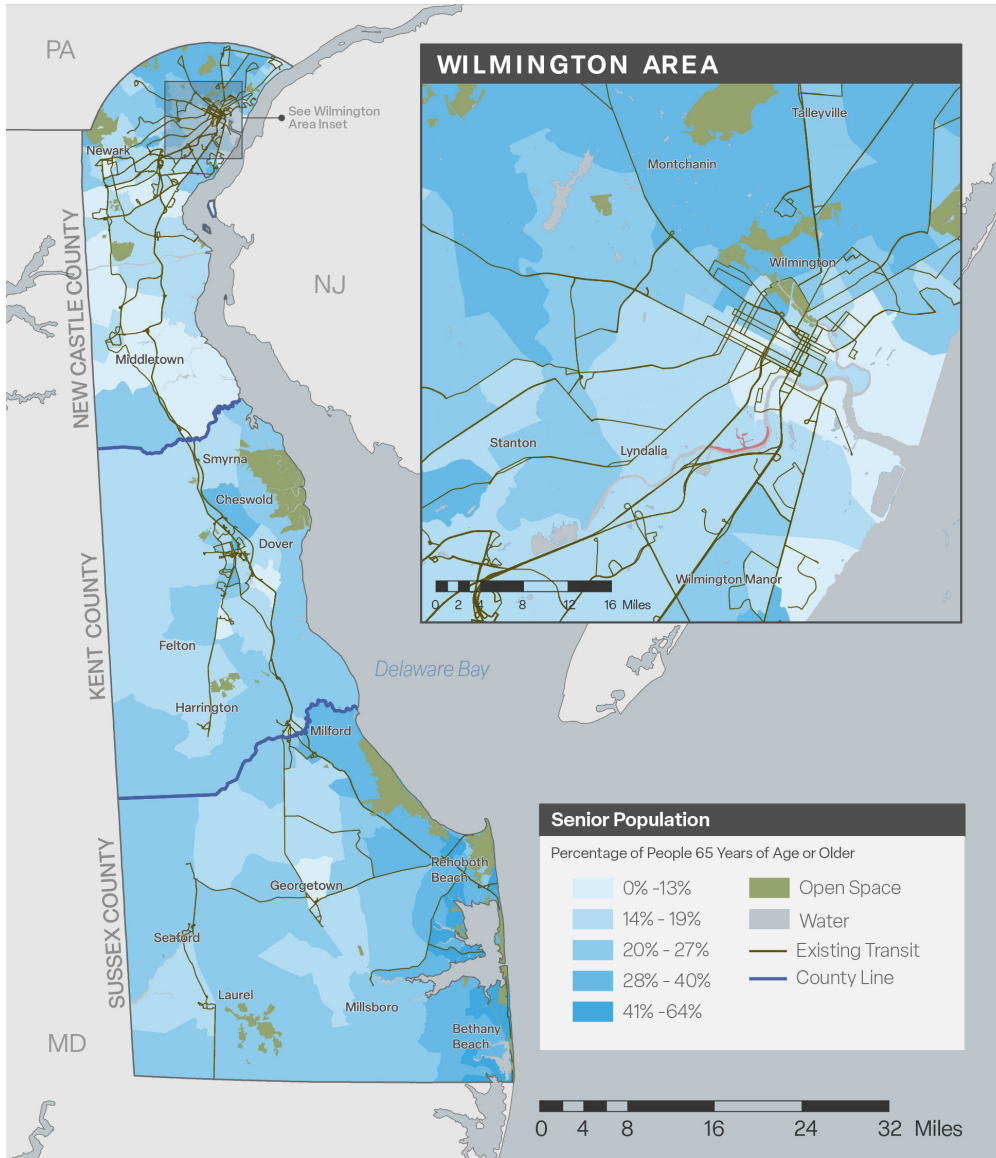 PA
See Wilmington
Area Inset
Newark
NEW CASTLE COUNTY
NJ
Middletown
Smyrna
Cheswold
Dover
KENT COUNTY
Felton
Harrington
Delaware Bay
Milford
SUSSEX COUNTY
Rehoboth
Beach
Georgetown
Seaford
Laurel
Millsboro
Bethany
Beach
MD
WILMINGTON AREA
Talleyville
Montchanin
Wilmington
Stanton
Lyndalia
Wilmington Manor
0 2 4 8 12 16 Miles
Senior Population
Percentage of People 65 Years of Age or Older
0% -13%
14% - 19%
20% - 27%
28% - 40%
41% -64%
Open Space
Water
Existing Transit
County Line
0 4 8 16 24 32 Miles